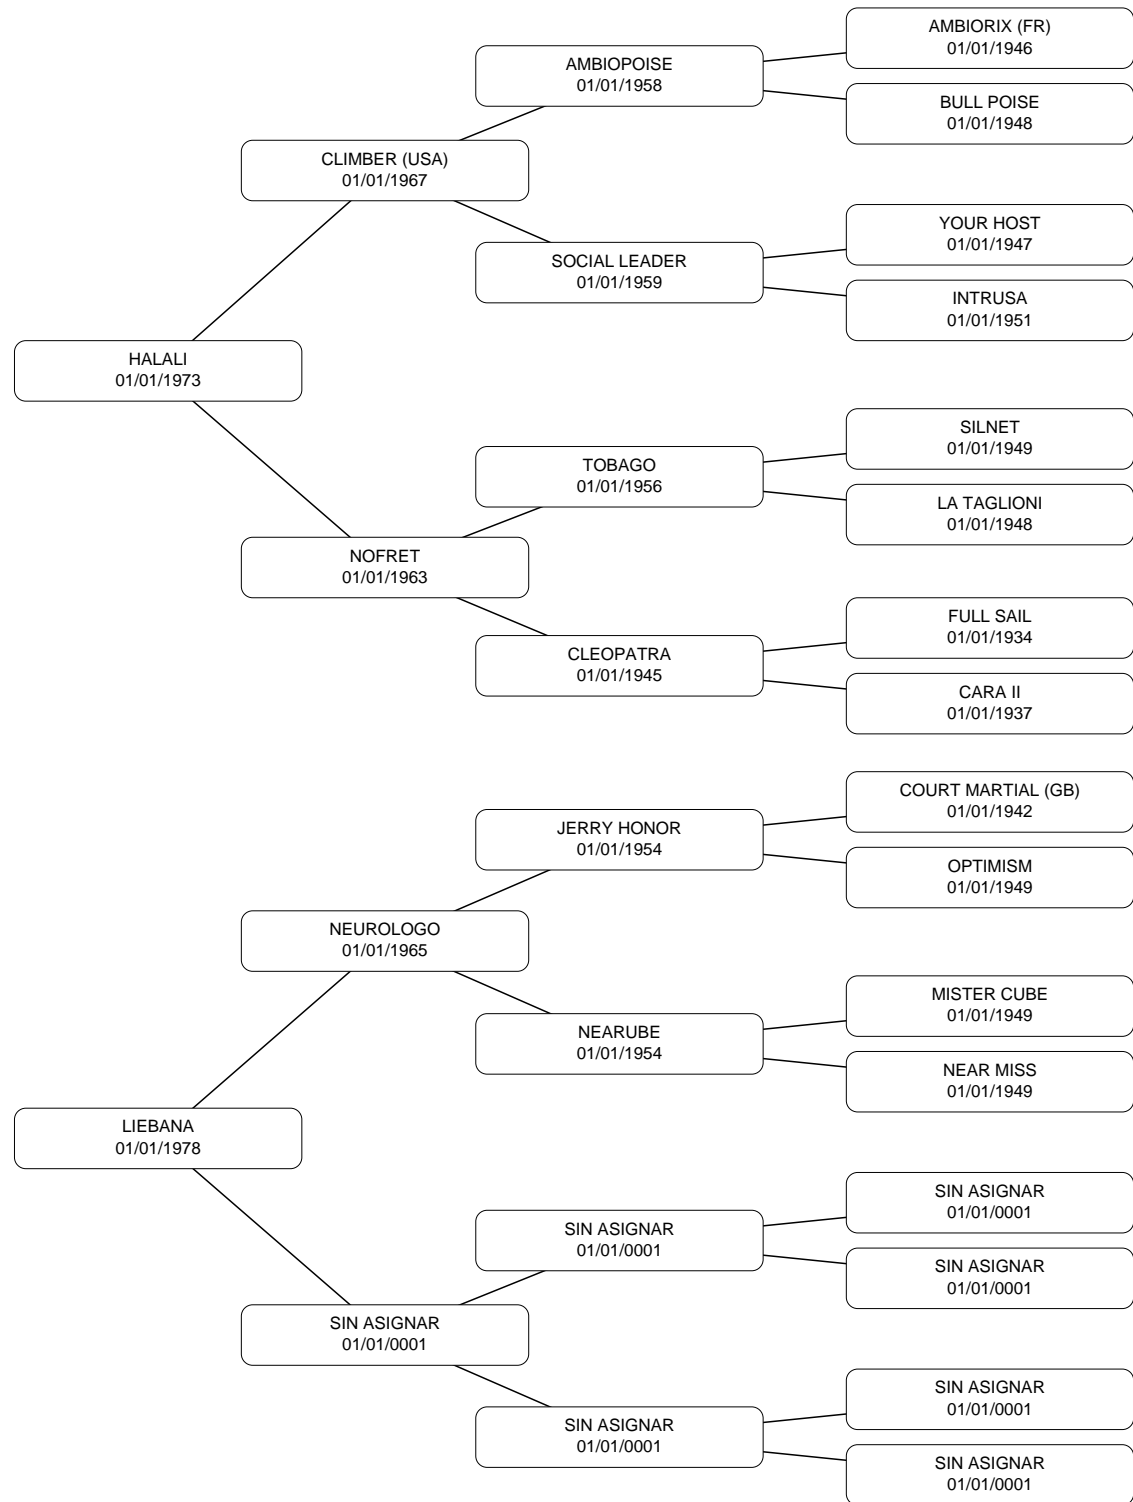 AMBIORIX (FR)
01/01/1946
AMBIOPOISE
01/01/1958
BULL POISE
01/01/1948
CLIMBER (USA)
01/01/1967
YOUR HOST
01/01/1947
SOCIAL LEADER
01/01/1959
INTRUSA
01/01/1951
HALALI
01/01/1973
SILNET
01/01/1949
TOBAGO
01/01/1956
LA TAGLIONI
01/01/1948
NOFRET
01/01/1963
FULL SAIL
01/01/1934
CLEOPATRA
01/01/1945
CARA II
01/01/1937
COURT MARTIAL (GB)
01/01/1942
JERRY HONOR
01/01/1954
OPTIMISM
01/01/1949
NEUROLOGO
01/01/1965
MISTER CUBE
01/01/1949
NEARUBE
01/01/1954
NEAR MISS
01/01/1949
LIEBANA
01/01/1978
SIN ASIGNAR
01/01/0001
SIN ASIGNAR
01/01/0001
SIN ASIGNAR
01/01/0001
SIN ASIGNAR
01/01/0001
SIN ASIGNAR
01/01/0001
SIN ASIGNAR
01/01/0001
SIN ASIGNAR
01/01/0001